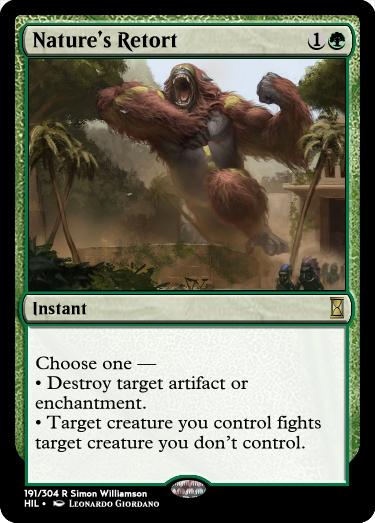 Nature's Retort 1
Instant
Choose one —
• Destroy target artifact or
enchantment.
• Target creature you control fights
target creature you don't control.
191/304 R Simon Williamson
HIL • Leonardo Giordano